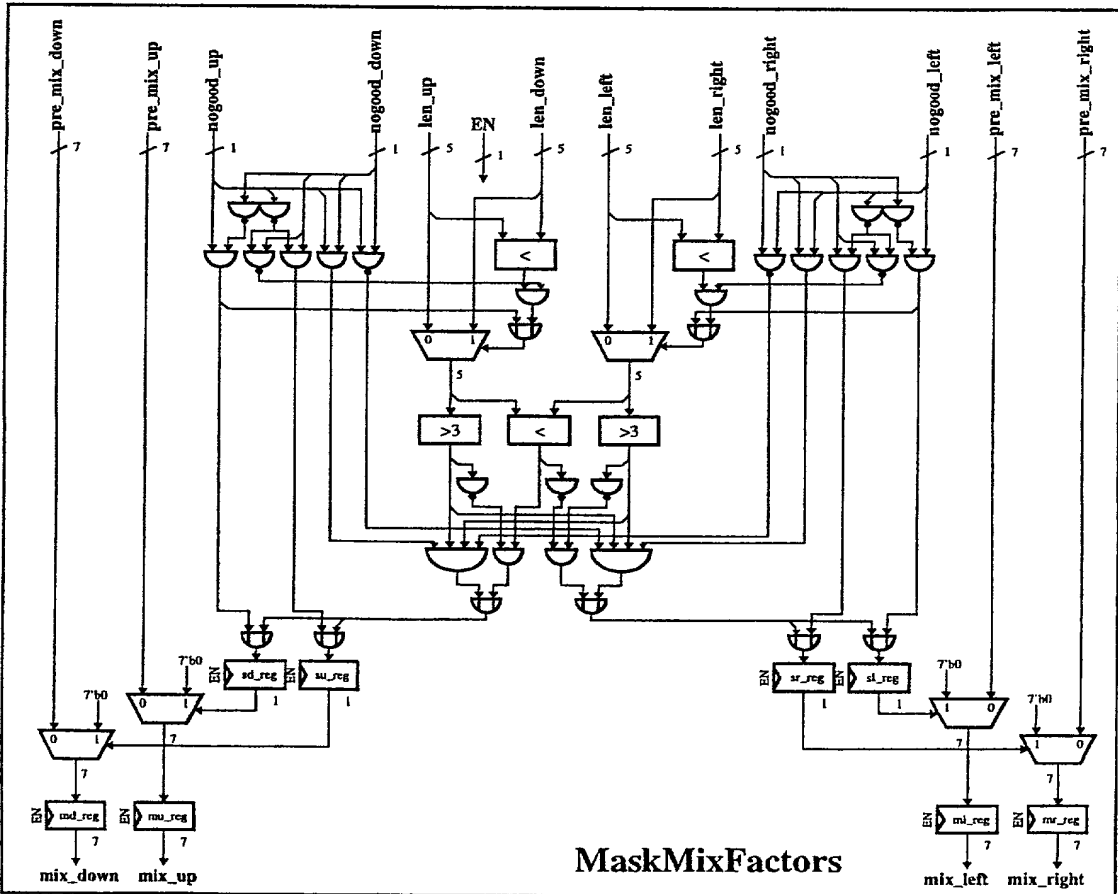 pre_mix_down
pre_mix_up
nogood_up
nogood_down
len_up
EN
len_down
len_left
len_right
nogood_right
nogood_left
pre_mix_left
pre_mix_right
7
7
1
1
5
1
5
5
5
1
1
7
7
<
<
0 1
0 1
5
5
>3
<
>3
EN
sd_reg
EN
su_reg
EN
sr_reg
EN
sl_reg
7'b0
7'b0
7'b0
7'b0
1
1
1
1
0 1
0 1
1 0
1 0
7
7
7
7
EN
md_reg
EN
mu_reg
EN
ml_reg
EN
mr_reg
7
7
7
7
mix_down
mix_up
MaskMixFactors
mix_left
mix_right